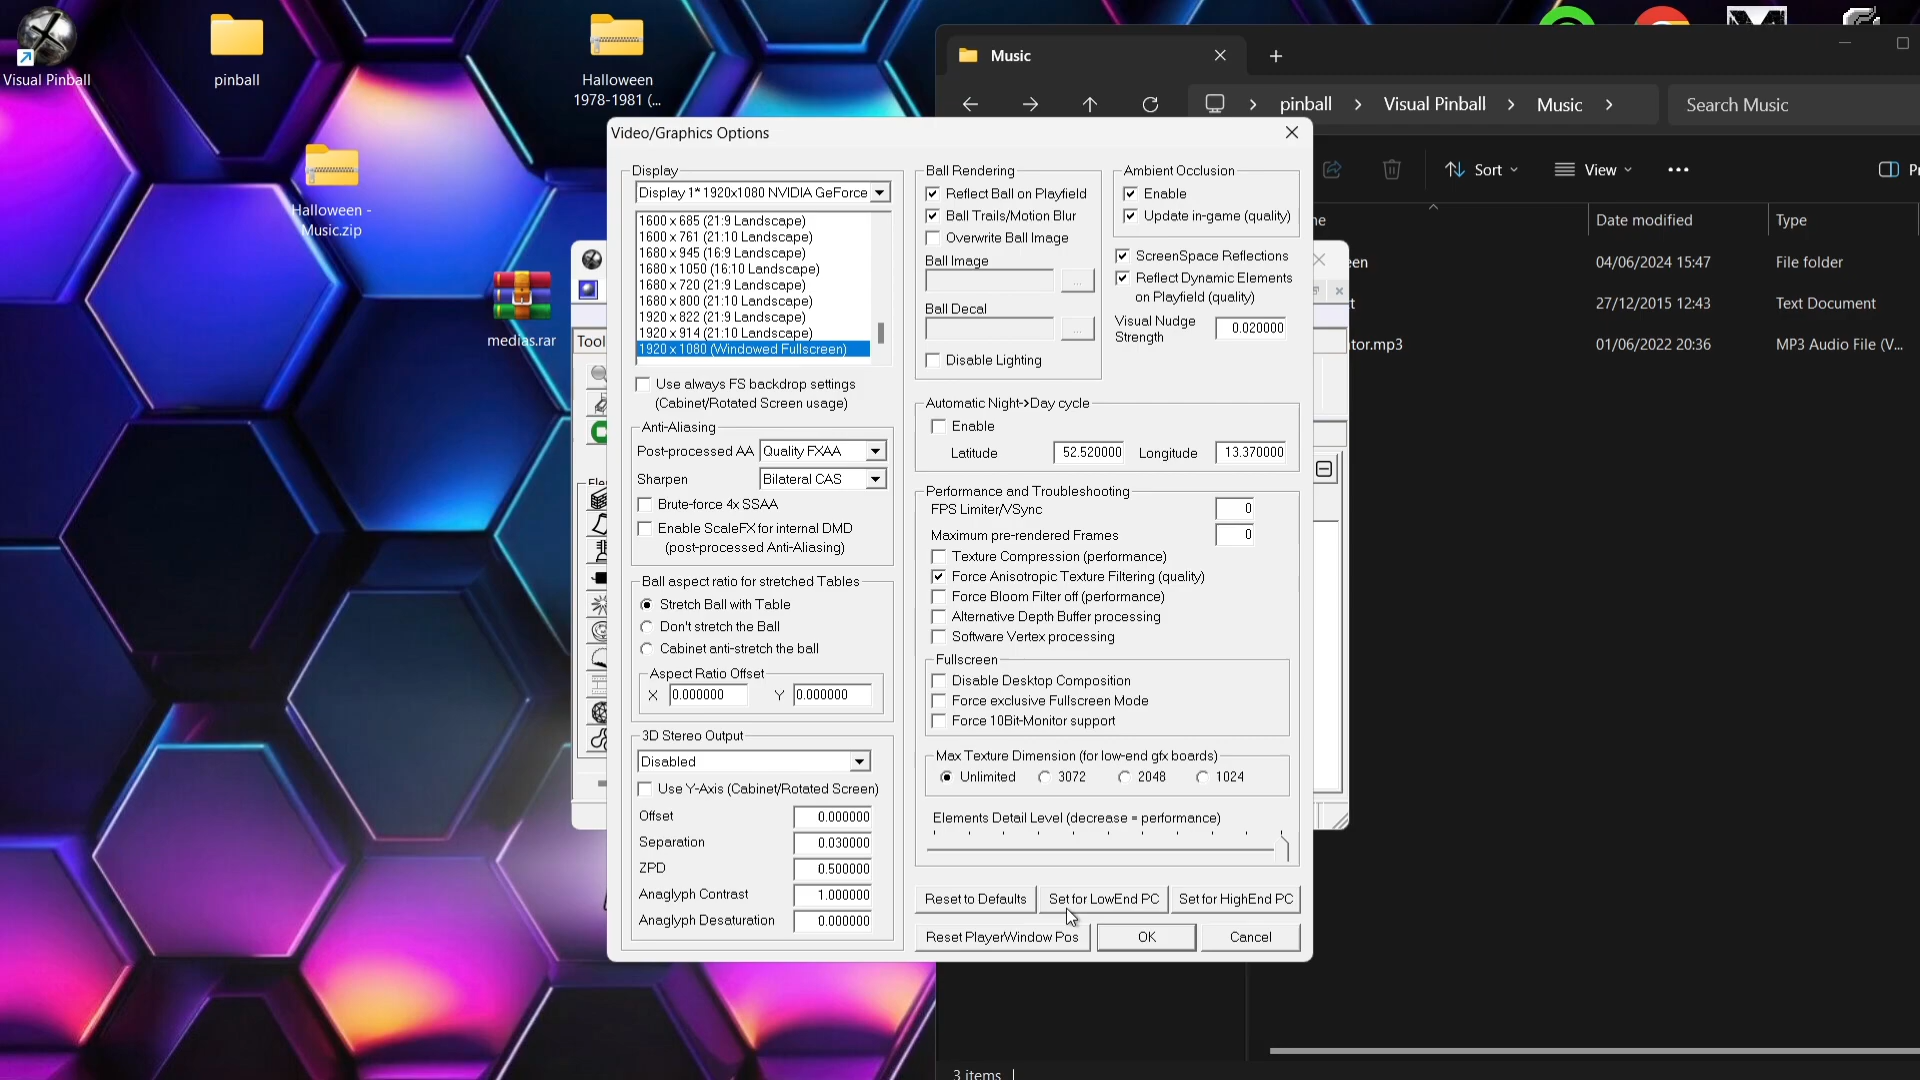 Visual Pinball
pinball
Halloween
1978-1981 (...
Halloween -
Music.zip
medias.rar
Music
pinball > Visual Pinball > Music >
Search Music
Sort
View
Date modified
Type
04/06/2024 15:47
File folder
27/12/2015 12:43
Text Document
01/06/2022 20:36
MP3 Audio File (V...
3 items
Video/Graphics Options
Display
Display 1* 1920x1080 NVIDIA GeForce
1600 x 685 (21:9 Landscape)
1600 x 761 (21:10 Landscape)
1680 x 945 (16:9 Landscape)
1680 x 1050 (16:10 Landscape)
1680 x 720 (21:9 Landscape)
1680 x 800 (21:10 Landscape)
1920 x 822 (21:9 Landscape)
1920 x 914 (21:10 Landscape)
1920 x 1080 (Windowed Fullscreen)
Use always FS backdrop settings
(Cabinet/Rotated Screen usage)
Anti-Aliasing
Post-processed AA Quality FXAA
Sharpen Bilateral CAS
Brute-force 4x SSAA
Enable ScaleFX for internal DMD
(post-processed Anti-Aliasing)
Ball aspect ratio for stretched Tables
Stretch Ball with Table
Don't stretch the Ball
Cabinet anti-stretch the ball
Aspect Ratio Offset
X 0.000000 Y 0.000000
3D Stereo Output
Disabled
Use Y-Axis (Cabinet/Rotated Screen)
Offset 0.000000
Separation 0.030000
ZPD 0.500000
Anaglyph Contrast 1.000000
Anaglyph Desaturation 0.000000
Ball Rendering
Reflect Ball on Playfield
Ball Trails/Motion Blur
Overwrite Ball Image
Ball Image
...
Ball Decal
...
Disable Lighting
Ambient Occlusion
Enable
Update in-game (quality)
ScreenSpace Reflections
Reflect Dynamic Elements
on Playfield (quality)
Visual Nudge
Strength 0.020000
Automatic Night->Day cycle
Enable
Latitude 52.520000 Longitude 13.370000
Performance and Troubleshooting
FPS Limiter/VSync 0
Maximum pre-rendered Frames 0
Texture Compression (performance)
Force Anisotropic Texture Filtering (quality)
Force Bloom Filter off (performance)
Alternative Depth Buffer processing
Software Vertex processing
Fullscreen
Disable Desktop Composition
Force exclusive Fullscreen Mode
Force 10Bit-Monitor support
Max Texture Dimension (for low-end gfx boards)
Unlimited 3072 2048 1024
Elements Detail Level (decrease = performance)
Reset to Defaults Set for LowEnd PC Set for HighEnd PC
Reset PlayerWindow Pos OK Cancel